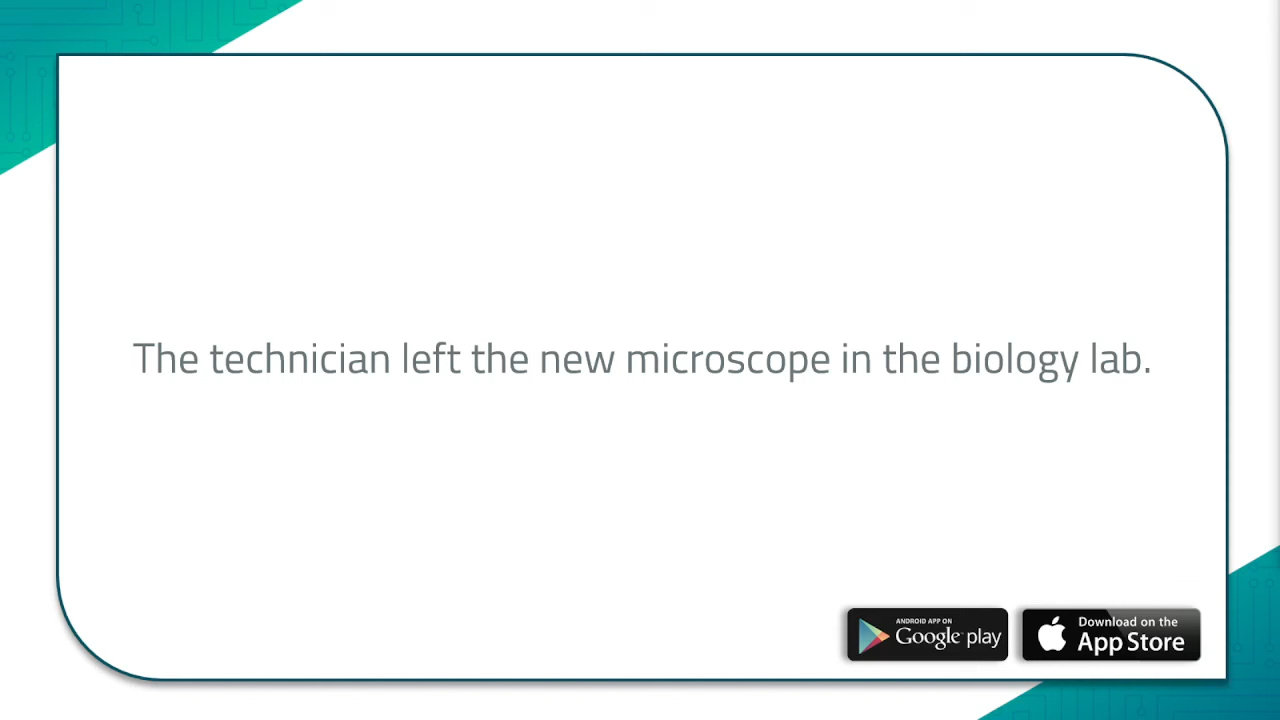 The technician left the new microscope in the biology lab.
ANDROID APP ON
Google play
Download on the
App Store